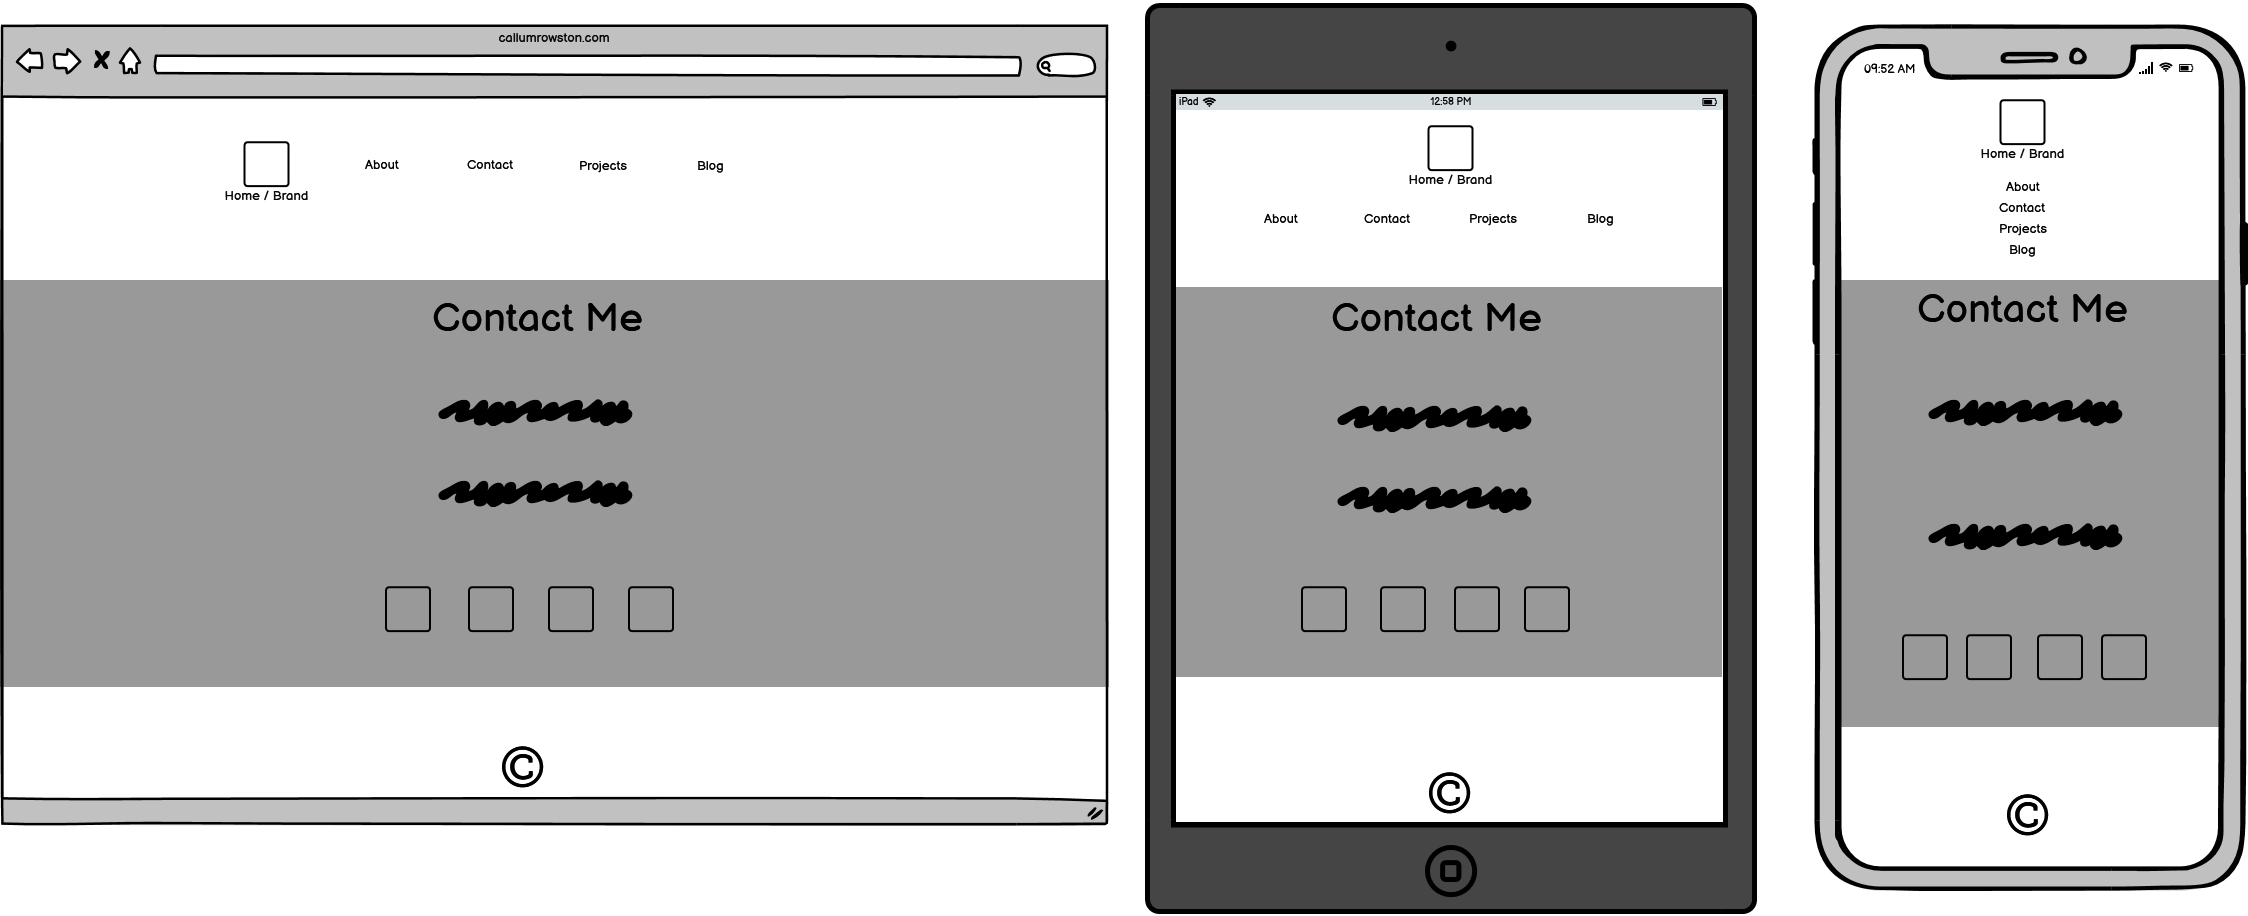 callumrowston.com
About Contact Projects Blog
Home / Brand
Contact Me
©
iPad 12:58 PM
Home / Brand
About Contact Projects Blog
Contact Me
©
09:52 AM
Home / Brand
About
Contact
Projects
Blog
Contact Me
©